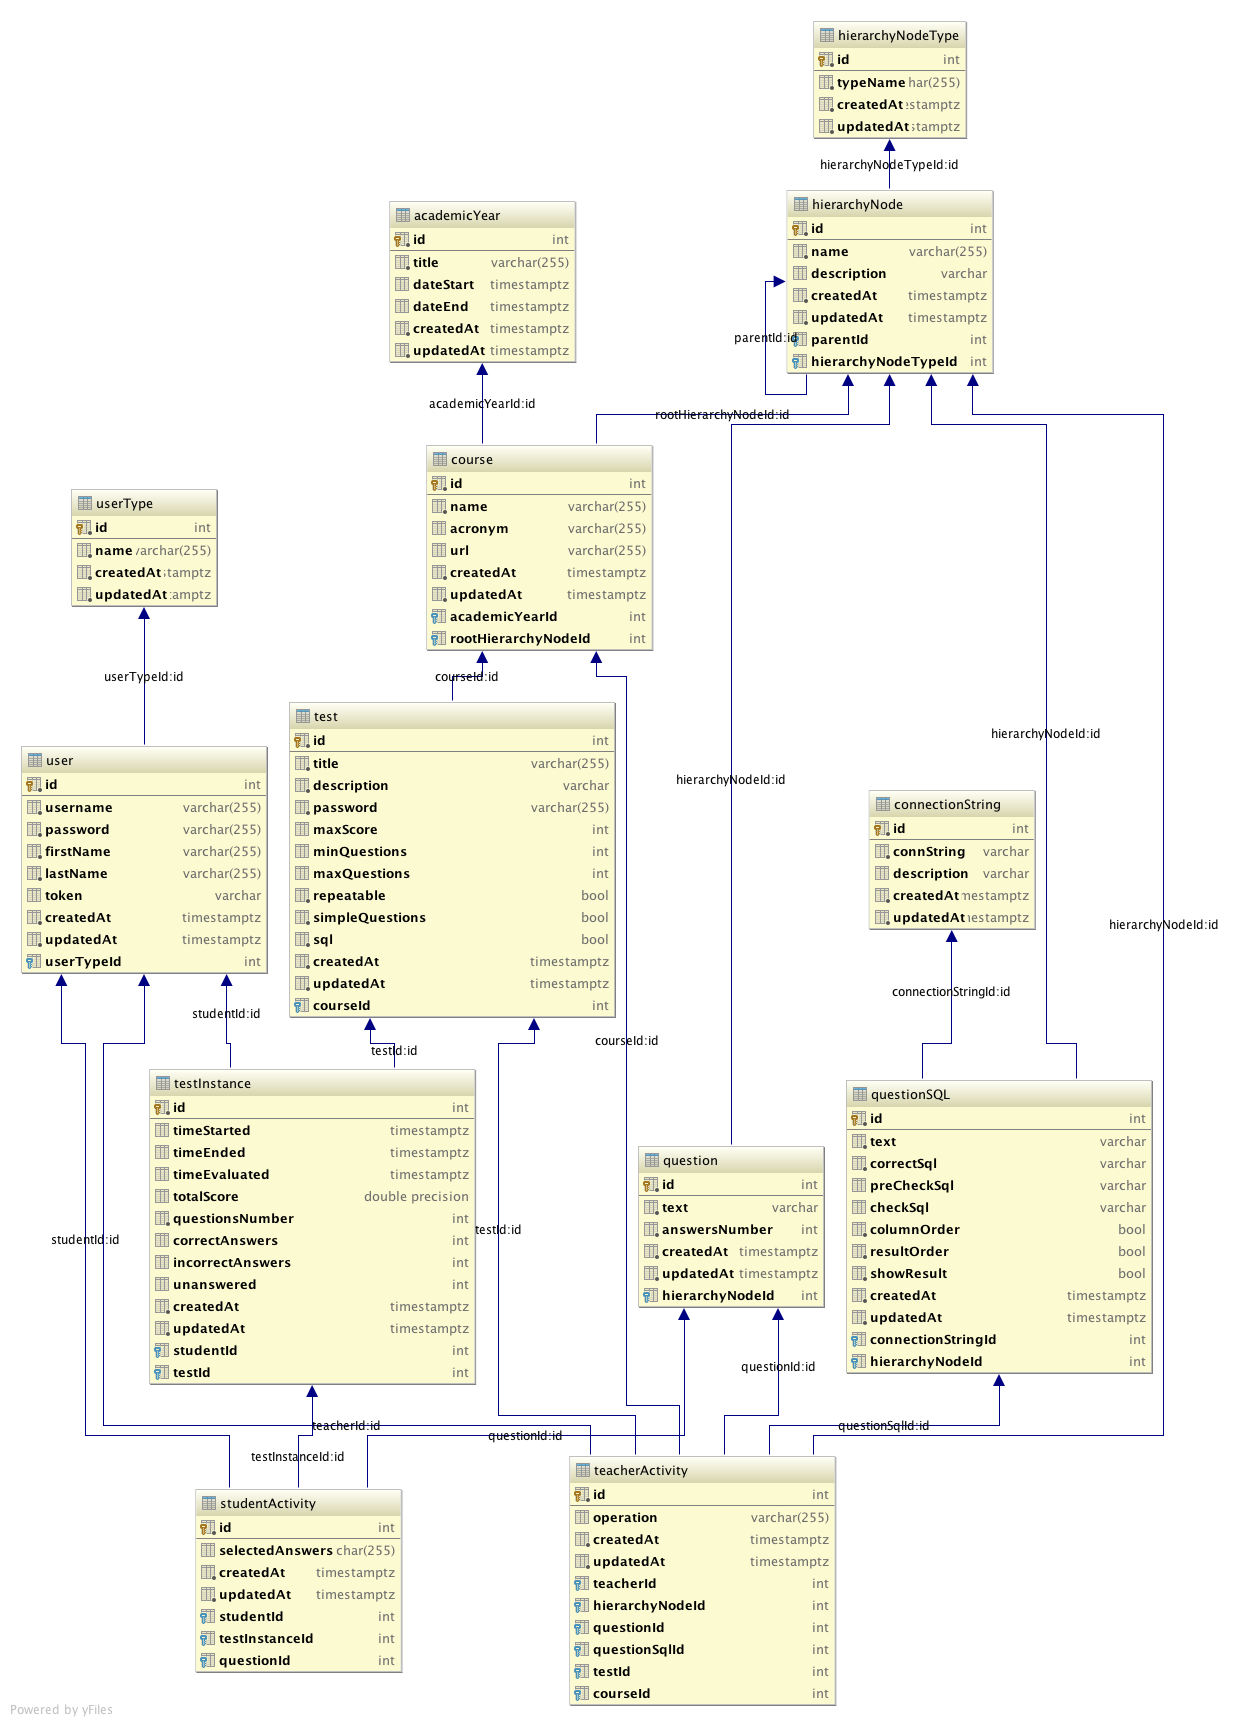 hierarchyNodeType
id int
typeName har(255)
createdAt estamptz
updatedAt stamptz
hierarchyNodeTypeId:id
hierarchyNode
id int
name varchar(255)
description varchar
createdAt timestamptz
updatedAt timestamptz
parentId int
hierarchyNodeTypeId int
parentId:id
academicYear
id int
title varchar(255)
dateStart timestamptz
dateEnd timestamptz
createdAt timestamptz
updatedAt timestamptz
academicYearId:id
rootHierarchyNodeId:id
course
id int
name varchar(255)
acronym varchar(255)
url varchar(255)
createdAt timestamptz
updatedAt timestamptz
academicYearId int
rootHierarchyNodeId int
userType
id int
name varchar(255)
createdAt stamptz
updatedAt tamptz
userTypeId:id
courseId:id
user
id int
username varchar(255)
password varchar(255)
firstName varchar(255)
lastName varchar(255)
token varchar
createdAt timestamptz
updatedAt timestamptz
userTypeId int
test
id int
title varchar(255)
description varchar
password varchar(255)
maxScore int
minQuestions int
maxQuestions int
repeatable bool
simpleQuestions bool
sql bool
createdAt timestamptz
updatedAt timestamptz
courseId int
hierarchyNodeId:id
hierarchyNodeId:id
connectionString
id int
connString varchar
description varchar
createdAt mestamptz
updatedAt nestamptz
hierarchyNodeId:id
connectionStringId:id
studentId:id
testId:id
courseId:id
testInstance
id int
timeStarted timestamptz
timeEnded timestamptz
timeEvaluated timestamptz
totalScore double precision
questionsNumber int
correctAnswers int
incorrectAnswers int
unanswered int
createdAt timestamptz
updatedAt timestamptz
studentId int
testId int
studentId:id
testId:id
question
id int
text varchar
answersNumber int
createdAt timestamptz
updatedAt timestamptz
hierarchyNodeId int
questionSQL
id int
text varchar
correctSql varchar
preCheckSql varchar
checkSql varchar
columnOrder bool
resultOrder bool
showResult bool
createdAt timestamptz
updatedAt timestamptz
connectionStringId int
hierarchyNodeId int
questionId:id
teacherId:id
questionId:id
questionSqlId:id
testInstanceId:id
studentActivity
id int
selectedAnswers char(255)
createdAt timestamptz
updatedAt timestamptz
studentId int
testInstanceId int
questionId int
teacherActivity
id int
operation varchar(255)
createdAt timestamptz
updatedAt timestamptz
teacherId int
hierarchyNodeId int
questionId int
questionSqlId int
testId int
courseId int
Powered by yFiles